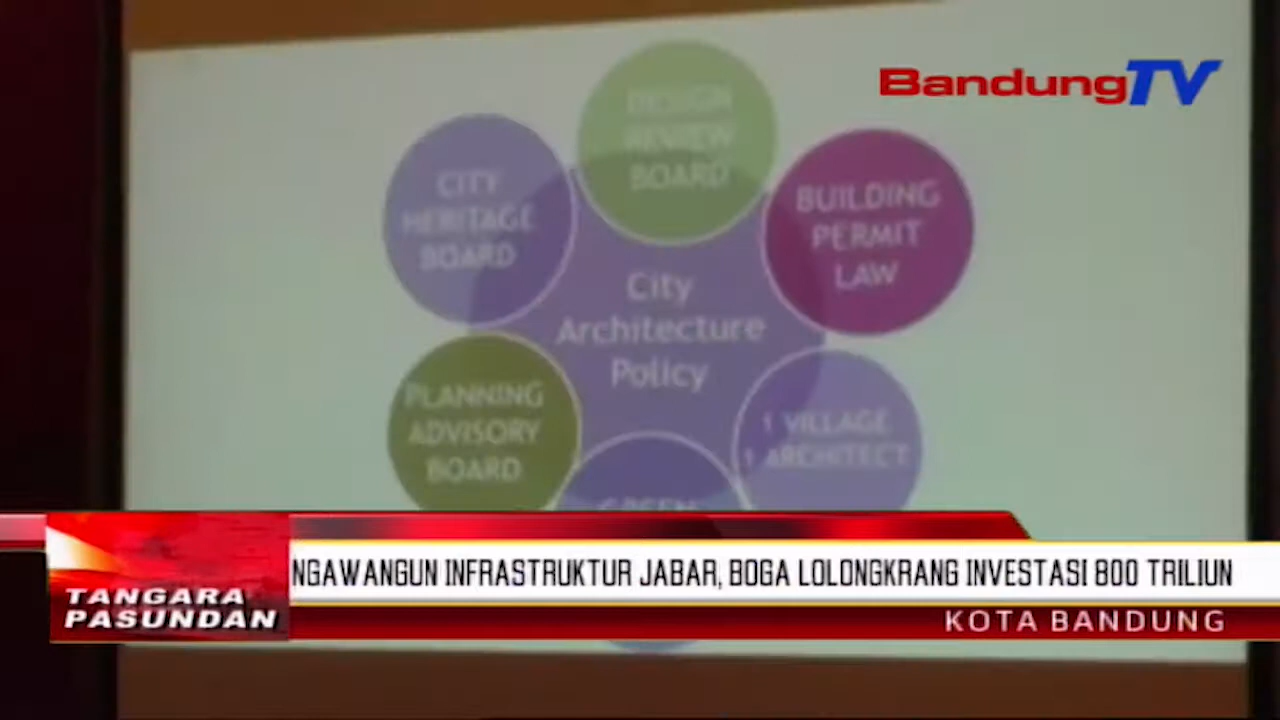 BandungTV
DESIGN
REVIEW
BOARD
CITY
HERITAGE
BOARD
BUILDING
PERMIT
LAW
City
Architecture
Policy
PLANNING
ADVISORY
BOARD
1 VILLAGE
1 ARCHITECT
GREEN
NGAWANGUN INFRASTRUKTUR JABAR, BOGA LOLONGKRANG INVESTASI 800 TRILIUN
TANGARA
PASUNDAN
KOTA BANDUNG